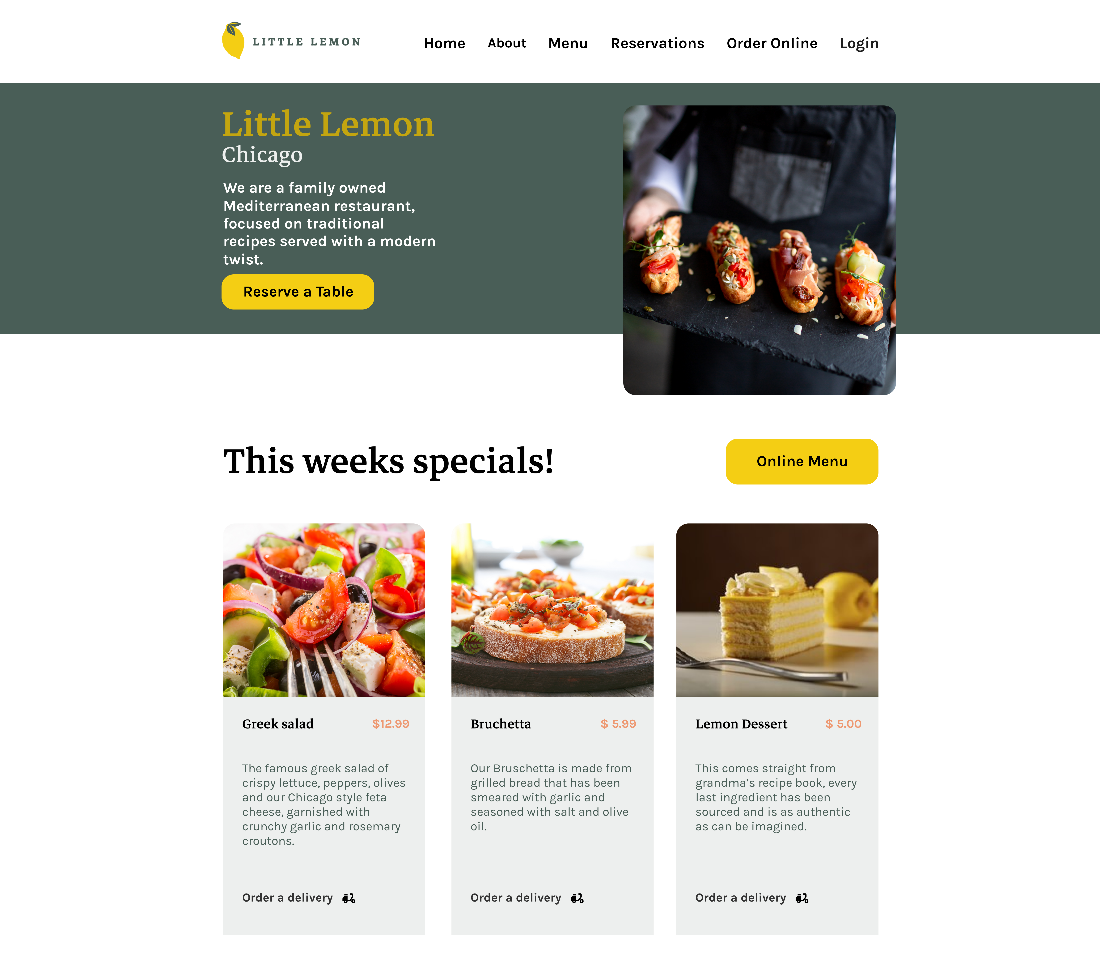 LITTLE LEMON
Home About Menu Reservations Order Online Login
Little Lemon
Chicago
We are a family owned
Mediterranean restaurant,
focused on traditional
recipes served with a modern
twist.
Reserve a Table
This weeks specials!
Online Menu
Greek salad $12.99
The famous greek salad of
crispy lettuce, peppers, olives
and our Chicago style feta
cheese, garnished with
crunchy garlic and rosemary
croutons.
Order a delivery
Bruchetta $ 5.99
Our Bruschetta is made from
grilled bread that has been
smeared with garlic and
seasoned with salt and olive
oil.
Order a delivery
Lemon Dessert $ 5.00
This comes straight from
grandma's recipe book, every
last ingredient has been
sourced and is as authentic
as can be imagined.
Order a delivery